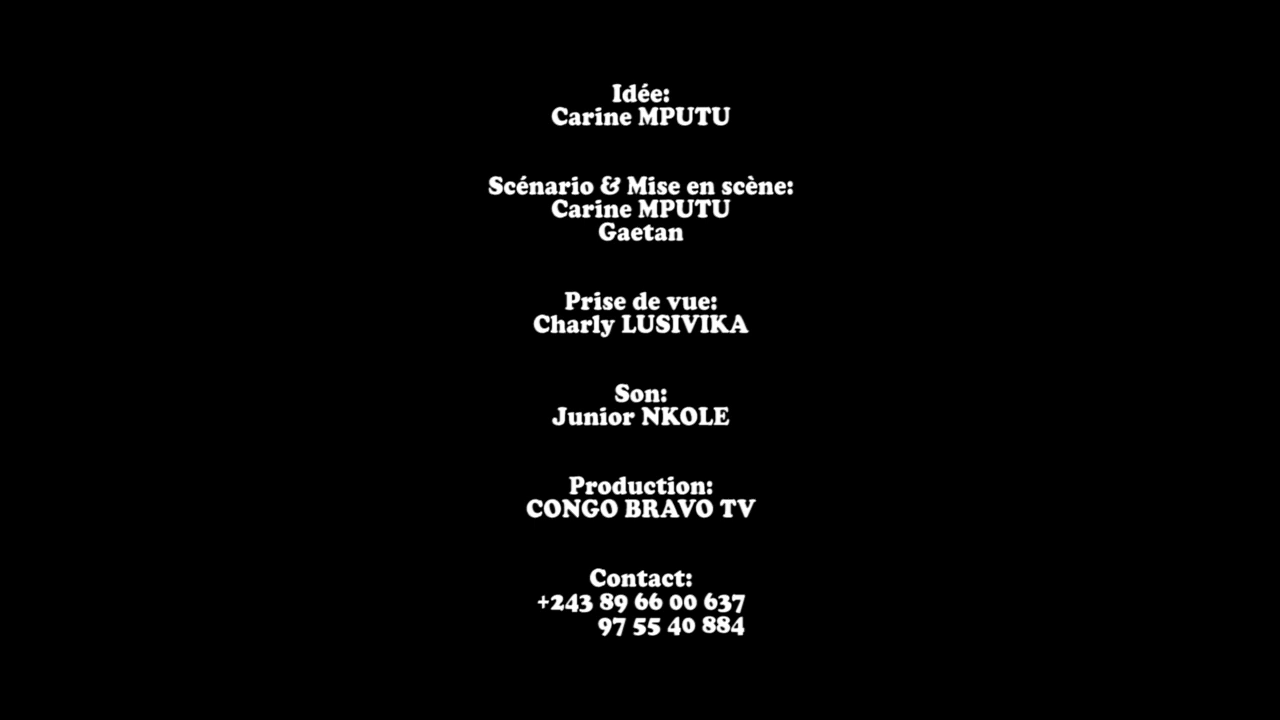 Idée:
Carine MPUTU
Scénario & Mise en scène:
Carine MPUTU
Gaetan
Prise de vue:
Charly LUSIVIKA
Son:
Junior NKOLE
Production:
CONGO BRAVO TV
Contact:
+243 89 66 00 637
97 55 40 884